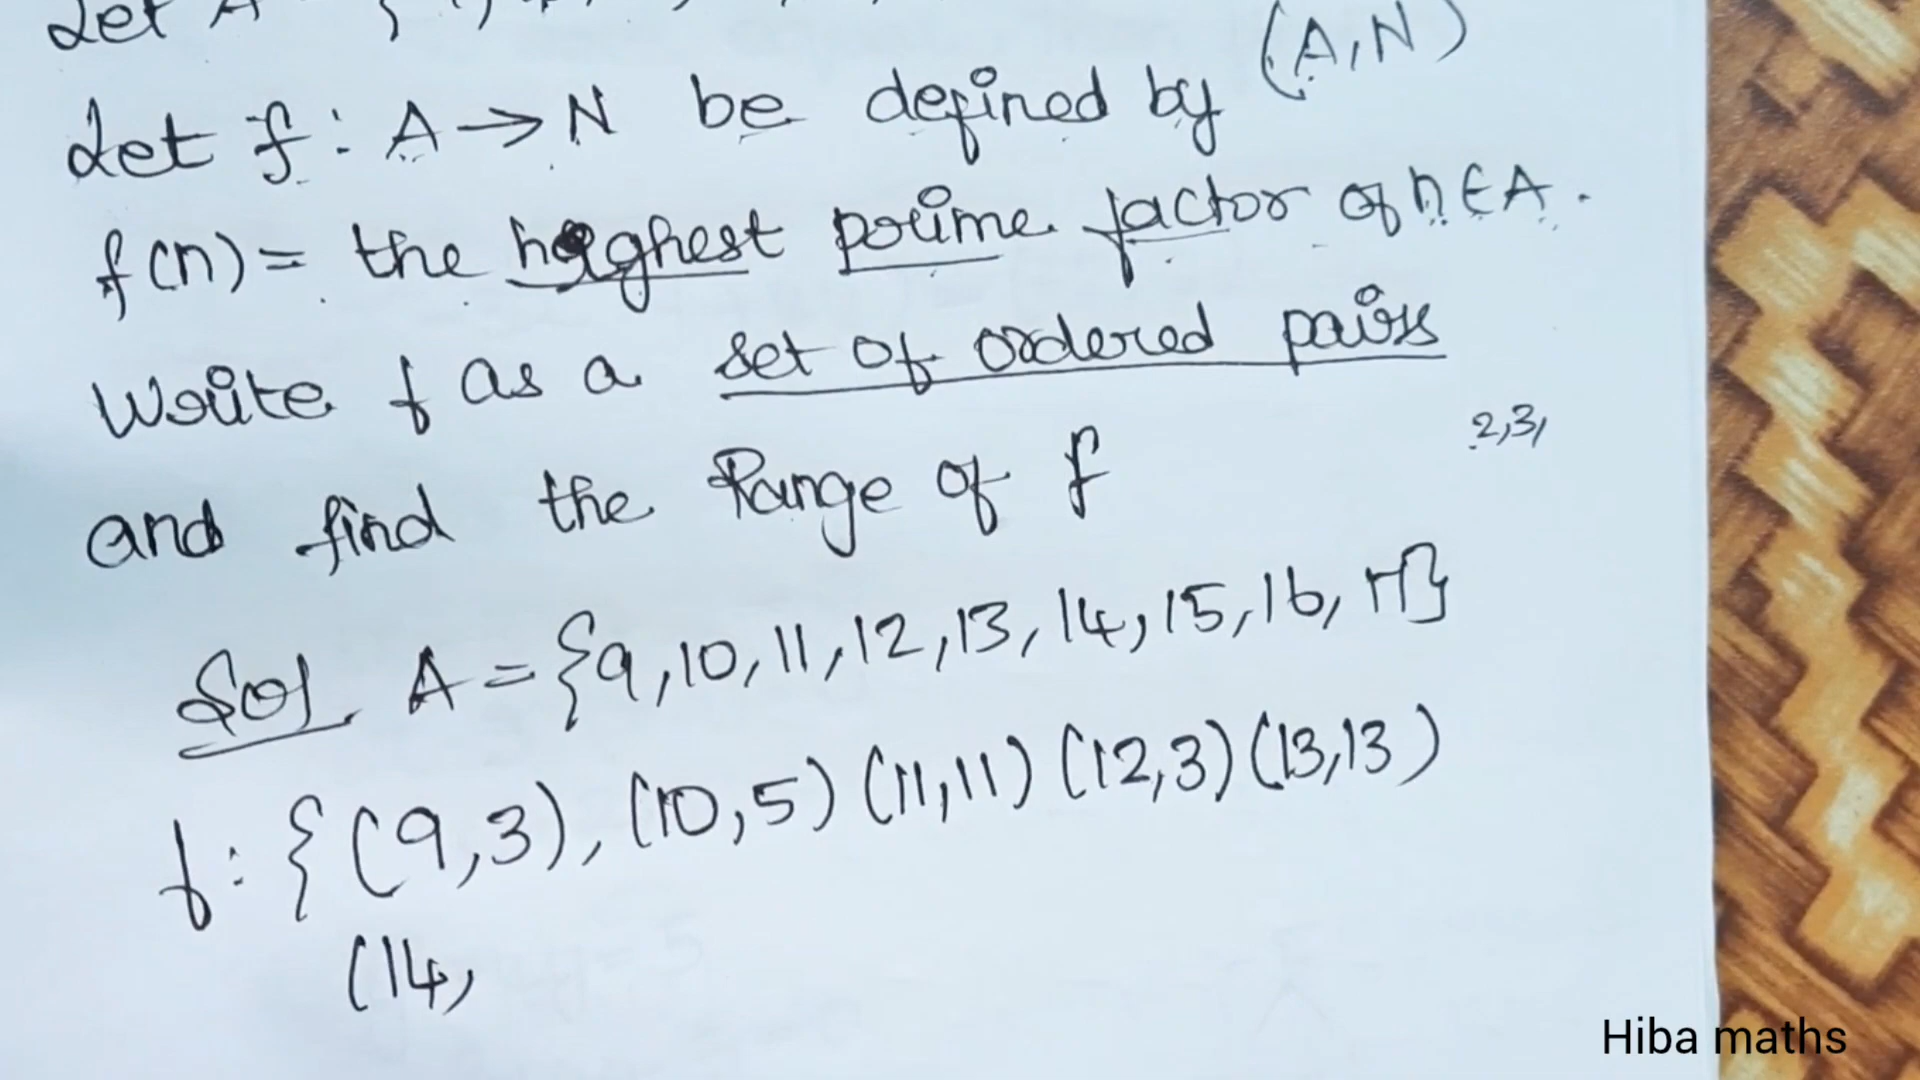 Let A
(A,N)
Let f: A→N be defined by
f(n)= the highest prime factor of n∈A.
Write f as a set of ordered pairs
and find the Range of f
2,3,
Sol A={9,10,11,12,13,14,15,16,17}
f:{(9,3),(10,5)(11,11)(12,3)(13,13)
(14,
Hiba maths